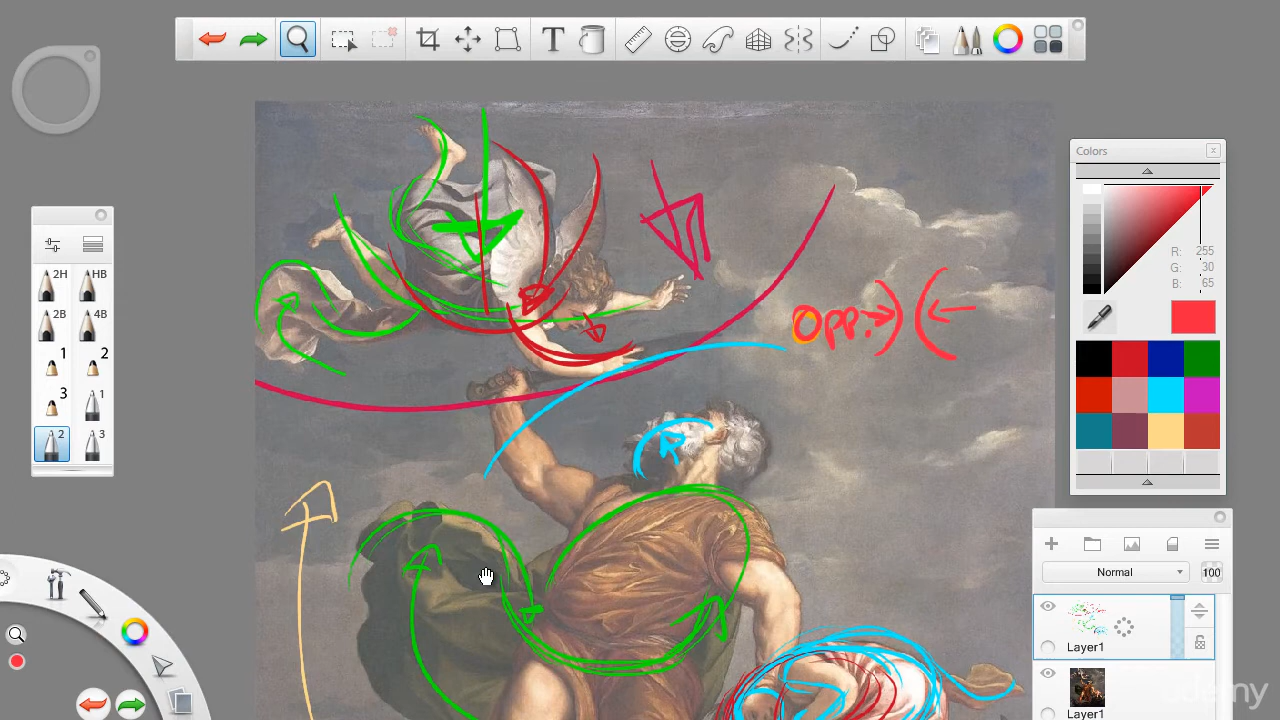 Colors
R: 255
G: 30
B: 65
2H
HB
2B
4B
1
2
3
1
2
3
opp.
Normal
100
Layer1
Layer1